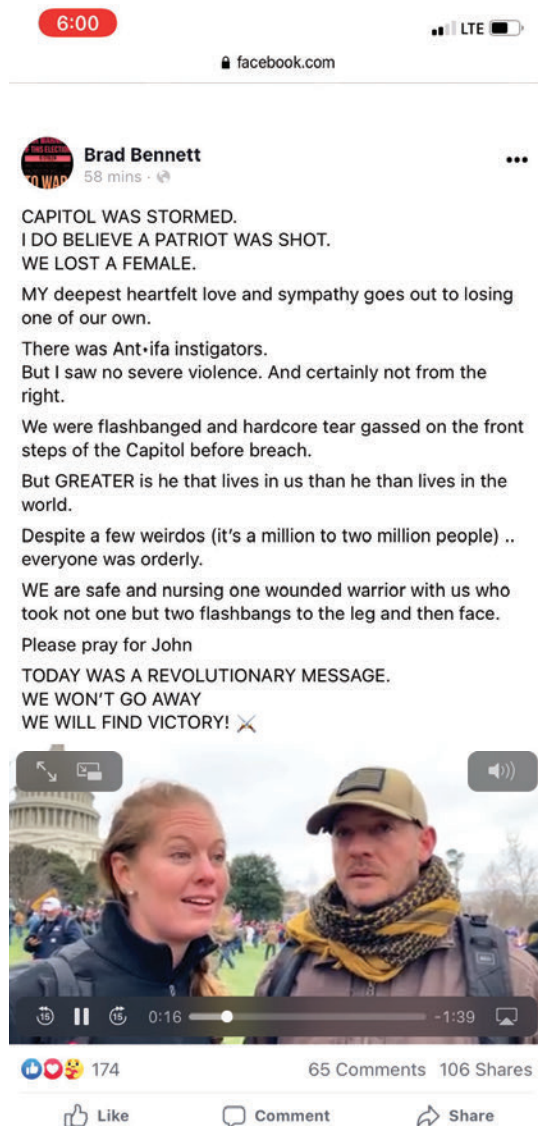 6:00
LTE
facebook.com
THIS ELECTION
TO WAR
Brad Bennett
58 mins ·
CAPITOL WAS STORMED.
I DO BELIEVE A PATRIOT WAS SHOT.
WE LOST A FEMALE.
MY deepest heartfelt love and sympathy goes out to losing
one of our own.
There was Ant•ifa instigators.
But I saw no severe violence. And certainly not from the
right.
We were flashbanged and hardcore tear gassed on the front
steps of the Capitol before breach.
But GREATER is he that lives in us than he than lives in the
world.
Despite a few weirdos (it's a million to two million people) ..
everyone was orderly.
WE are safe and nursing one wounded warrior with us who
took not one but two flashbangs to the leg and then face.
Please pray for John
TODAY WAS A REVOLUTIONARY MESSAGE.
WE WON'T GO AWAY
WE WILL FIND VICTORY! ⚔️
15
15
0:16
-1:39
174
65 Comments 106 Shares
Like
Comment
Share